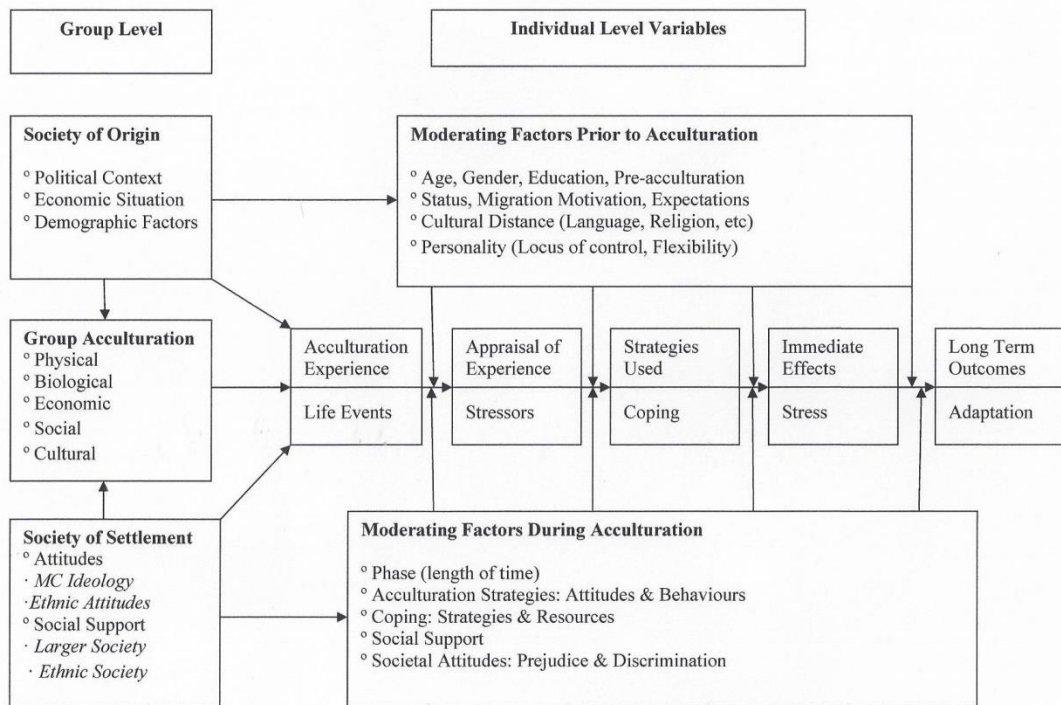 Group Level
Individual Level Variables
Society of Origin
° Political Context
° Economic Situation
° Demographic Factors
Moderating Factors Prior to Acculturation
° Age, Gender, Education, Pre-acculturation
° Status, Migration Motivation, Expectations
° Cultural Distance (Language, Religion, etc)
° Personality (Locus of control, Flexibility)
Group Acculturation
° Physical
° Biological
° Economic
° Social
° Cultural
Acculturation
Experience
Life Events
Appraisal of
Experience
Stressors
Strategies
Used
Coping
Immediate
Effects
Stress
Long Term
Outcomes
Adaptation
Society of Settlement
° Attitudes
· MC Ideology
·Ethnic Attitudes
° Social Support
· Larger Society
· Ethnic Society
Moderating Factors During Acculturation
° Phase (length of time)
° Acculturation Strategies: Attitudes & Behaviours
° Coping: Strategies & Resources
° Social Support
° Societal Attitudes: Prejudice & Discrimination